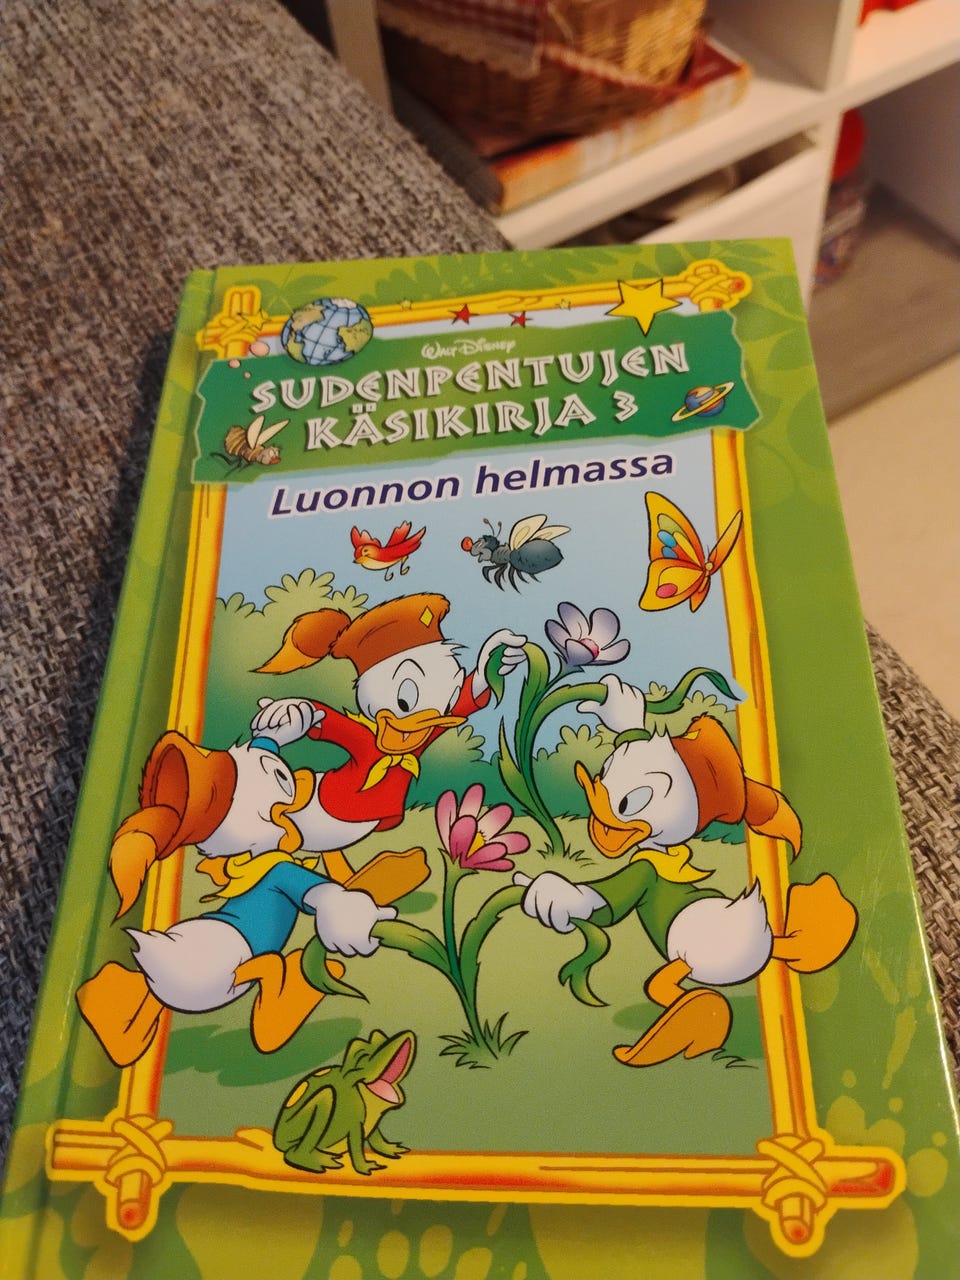 Walt Disney
SUDENPENTUJEN
KÄSIKIRJA 3
Luonnon helmassa